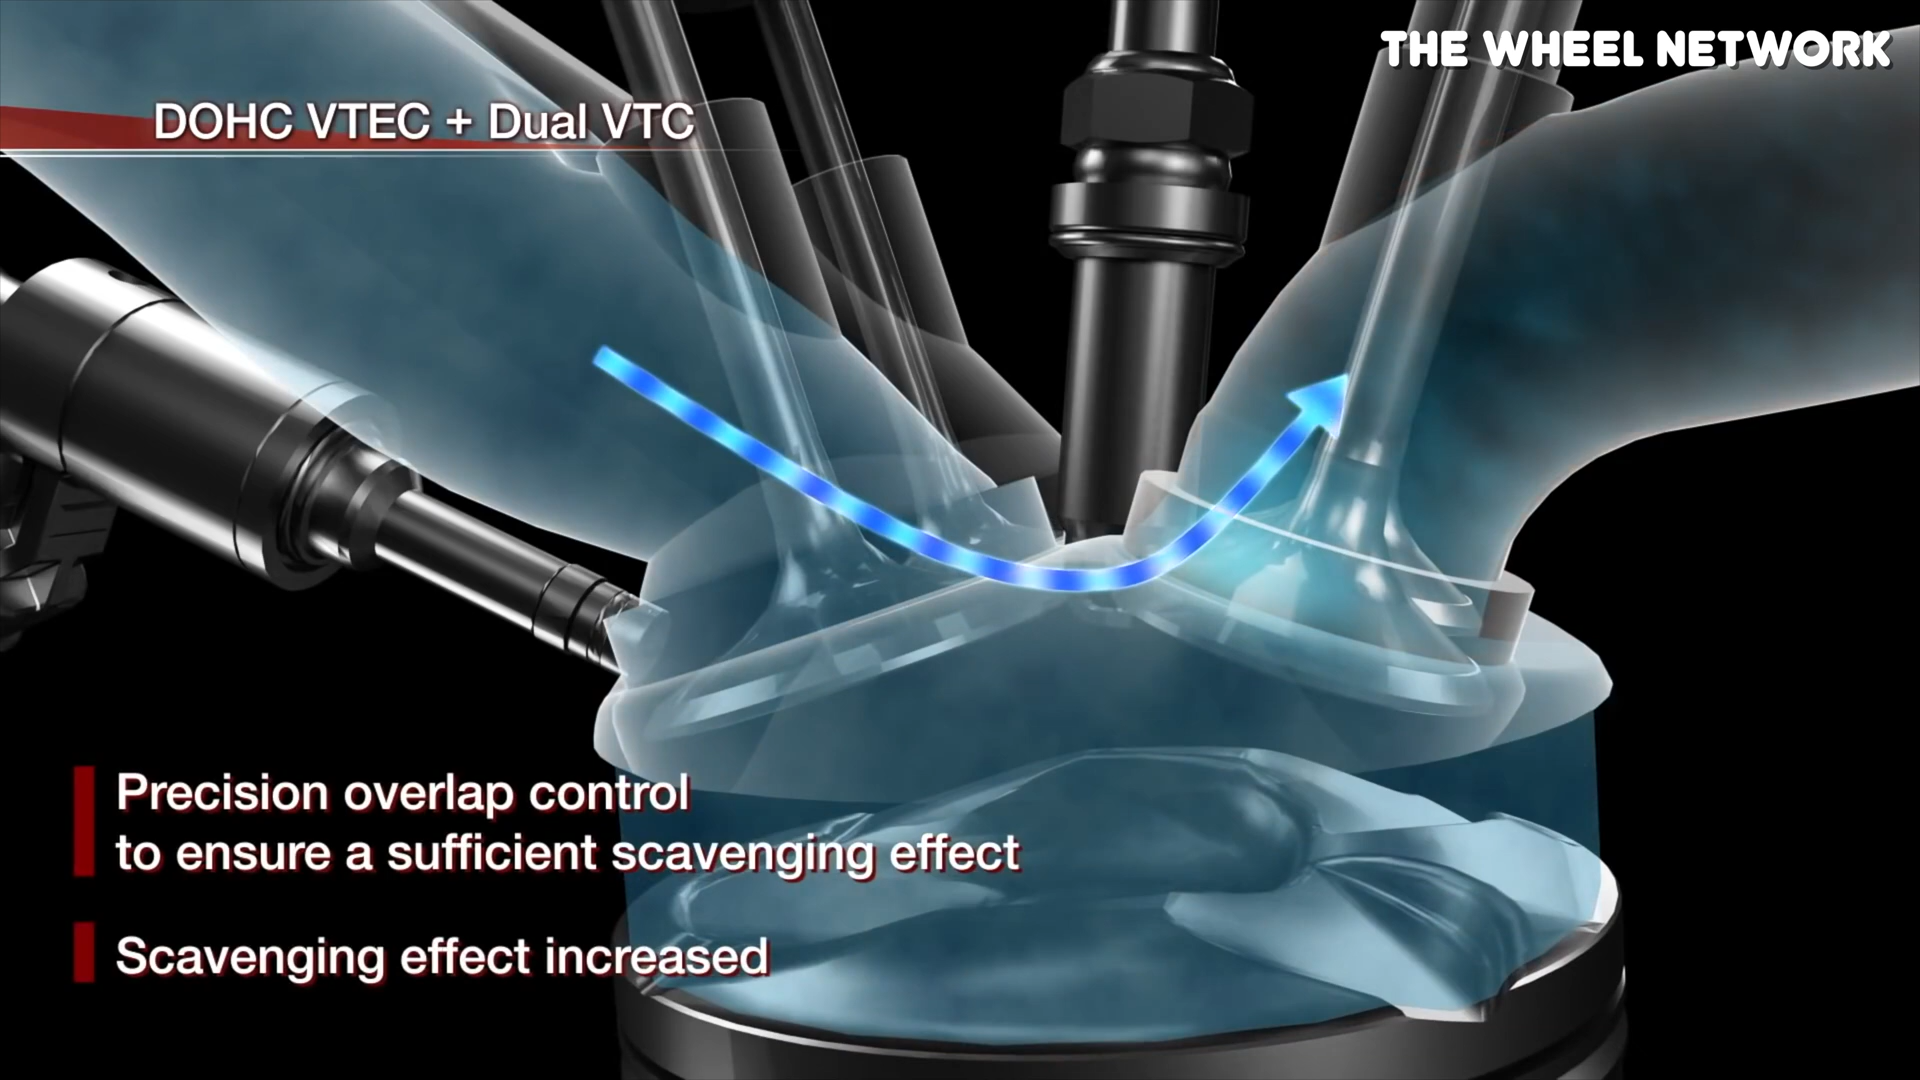 THE WHEEL NETWORK
DOHC VTEC + Dual VTC
Precision overlap control
to ensure a sufficient scavenging effect
Scavenging effect increased